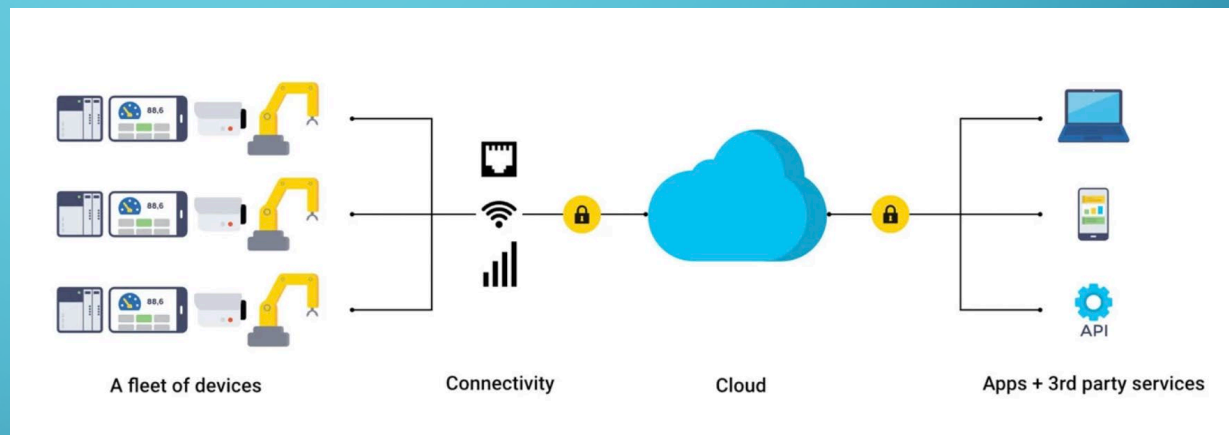 88,6
88,6
88,6
API
A fleet of devices
Connectivity
Cloud
Apps + 3rd party services